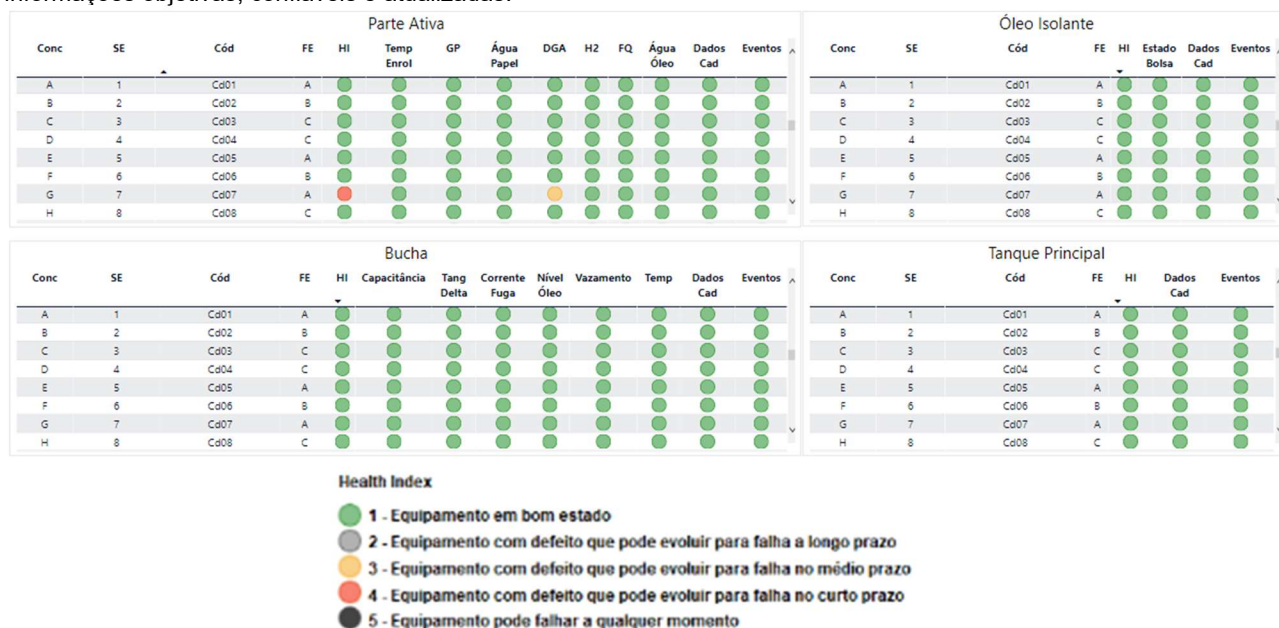 informações objetivas, confiáveis e atualizadas.
Parte Ativa
Conc SE Cód FE HI Temp Enrol GP Água Papel DGA H2 FQ Água Óleo Dados Cad Eventos
A 1 Cd01 A
B 2 Cd02 B
C 3 Cd03 C
D 4 Cd04 C
E 5 Cd05 A
F 6 Cd06 B
G 7 Cd07 A
H 8 Cd08 C
Óleo Isolante
Conc SE Cód FE HI Estado Bolsa Dados Cad Eventos
A 1 Cd01 A
B 2 Cd02 B
C 3 Cd03 C
D 4 Cd04 C
E 5 Cd05 A
F 6 Cd06 B
G 7 Cd07 A
H 8 Cd08 C
Bucha
Conc SE Cód FE HI Capacitância Tang Delta Corrente Fuga Nível Óleo Vazamento Temp Dados Cad Eventos
A 1 Cd01 A
B 2 Cd02 B
C 3 Cd03 C
D 4 Cd04 C
E 5 Cd05 A
F 6 Cd06 B
G 7 Cd07 A
H 8 Cd08 C
Tanque Principal
Conc SE Cód FE HI Dados Cad Eventos
A 1 Cd01 A
B 2 Cd02 B
C 3 Cd03 C
D 4 Cd04 C
E 5 Cd05 A
F 6 Cd06 B
G 7 Cd07 A
H 8 Cd08 C
Health Index
1 - Equipamento em bom estado
2 - Equipamento com defeito que pode evoluir para falha a longo prazo
3 - Equipamento com defeito que pode evoluir para falha no médio prazo
4 - Equipamento com defeito que pode evoluir para falha no curto prazo
5 - Equipamento pode falhar a qualquer momento